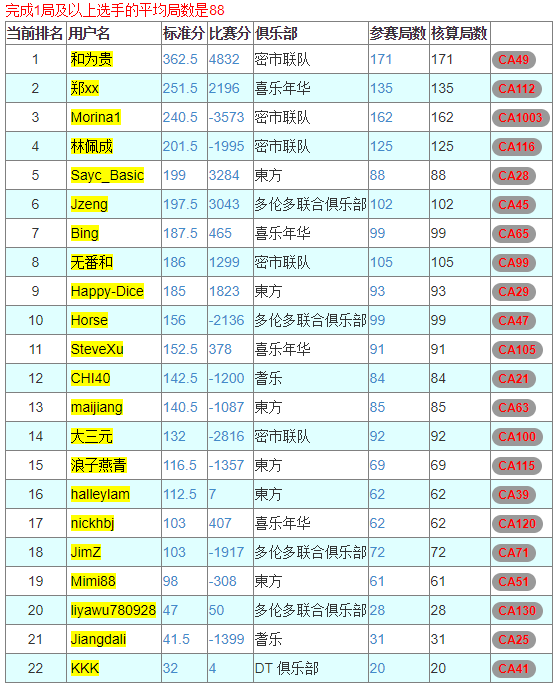 完成1局及以上选手的平均局数是88
当前排名 用户名 标准分 比赛分 俱乐部 参赛局数 核算局数
1 和为贵 362.5 4832 密市联队 171 171 CA49
2 郑xx 251.5 2196 喜乐年华 135 135 CA112
3 Morina1 240.5 -3573 密市联队 162 162 CA1003
4 林佩成 201.5 -1995 密市联队 125 125 CA116
5 Sayc_Basic 199 3284 東方 88 88 CA28
6 Jzeng 197.5 3043 多伦多联合俱乐部 102 102 CA45
7 Bing 187.5 465 喜乐年华 99 99 CA65
8 无番和 186 1299 密市联队 105 105 CA99
9 Happy-Dice 185 1823 東方 93 93 CA29
10 Horse 156 -2136 多伦多联合俱乐部 99 99 CA47
11 SteveXu 152.5 378 喜乐年华 91 91 CA105
12 CHI40 142.5 -1200 耆乐 84 84 CA21
13 maijiang 140.5 -1087 東方 85 85 CA63
14 大三元 132 -2816 密市联队 92 92 CA100
15 浪子燕青 116.5 -1357 東方 69 69 CA115
16 halleylam 112.5 7 東方 62 62 CA39
17 nickhbj 103 407 喜乐年华 62 62 CA120
18 JimZ 103 -1917 多伦多联合俱乐部 72 72 CA71
19 Mimi88 98 -308 東方 61 61 CA51
20 liyawu780928 47 50 多伦多联合俱乐部 28 28 CA130
21 Jiangdali 41.5 -1399 耆乐 31 31 CA25
22 KKK 32 4 DT 俱乐部 20 20 CA41